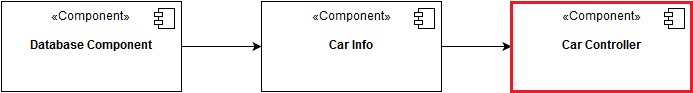 «Component»
Database Component
«Component»
Car Info
«Component»
Car Controller